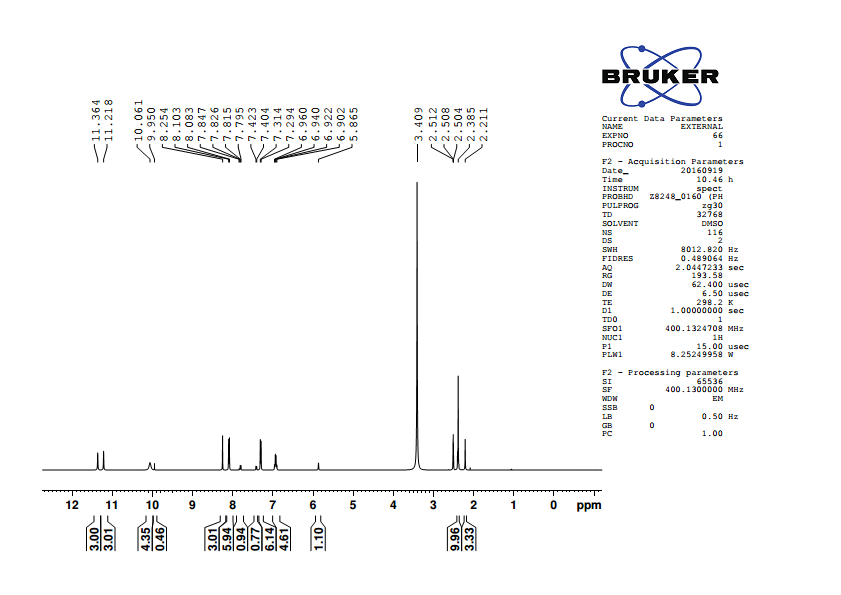 BRUKER
11.364
11.218
10.061
9.950
8.254
8.103
8.083
7.847
7.826
7.815
7.795
7.423
7.404
7.314
7.294
6.960
6.940
6.922
6.902
5.865
3.409
2.512
2.508
2.504
2.385
2.211
Current Data Parameters
NAME EXTERNAL
EXPNO 66
PROCNO 1
F2 - Acquisition Parameters
Date_ 20160919
Time 10.46 h
INSTRUM spect
PROBHD Z8248_0160 (PH
PULPROG zg30
TD 32768
SOLVENT DMSO
NS 116
DS 2
SWH 8012.820 Hz
FIDRES 0.489064 Hz
AQ 2.0447233 sec
RG 193.58
DW 62.400 usec
DE 6.50 usec
TE 298.2 K
D1 1.00000000 sec
TD0 1
SFO1 400.1324708 MHz
NUC1 1H
P1 15.00 usec
PLW1 8.25249958 W
F2 - Processing parameters
SI 65536
SF 400.1300000 MHz
WDW EM
SSB 0
LB 0.50 Hz
GB 0
PC 1.00
12 11 10 9 8 7 6 5 4 3 2 1 0 ppm
3.00
3.01
4.35
0.46
3.01
5.94
0.94
0.77
6.14
4.61
1.10
9.96
3.33